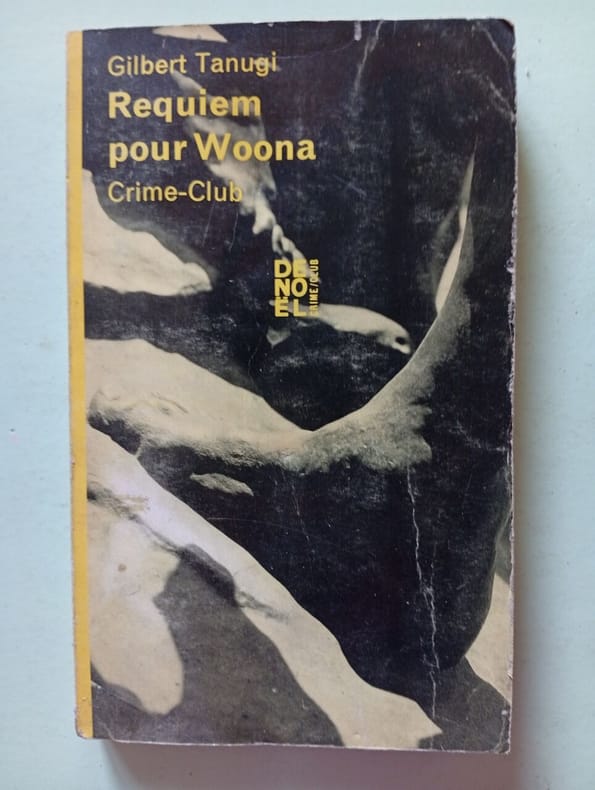 Gilbert Tanugi
Requiem
pour Woona
Crime-Club
DE
NO
ËL
CRIME/CLUB